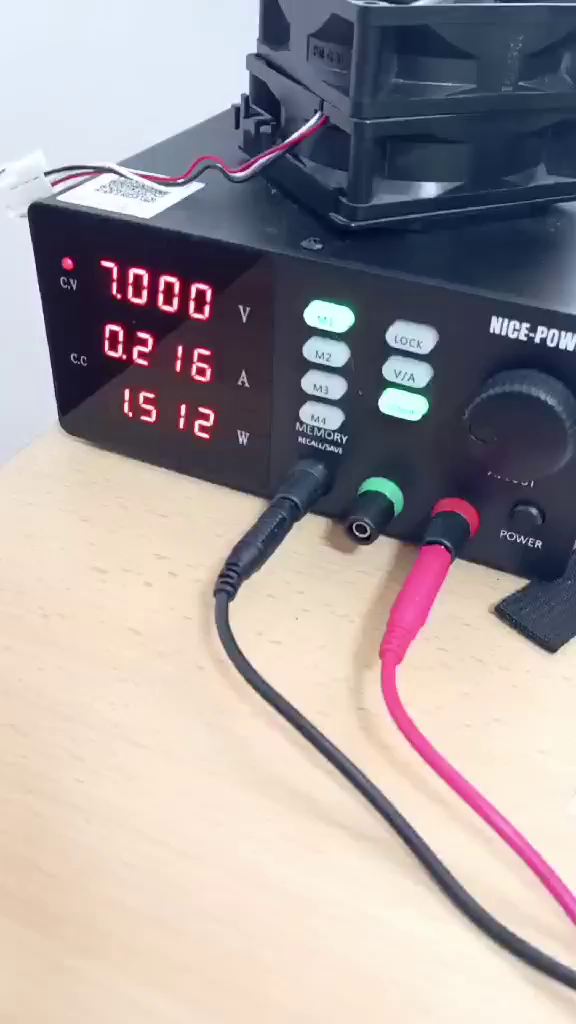 NICE-POW
C.V
7.000 V
C.C
0.216 A
1.512 W
M1
M2
M3
M4
MEMORY
RECALL/SAVE
LOCK
V/A
POWER